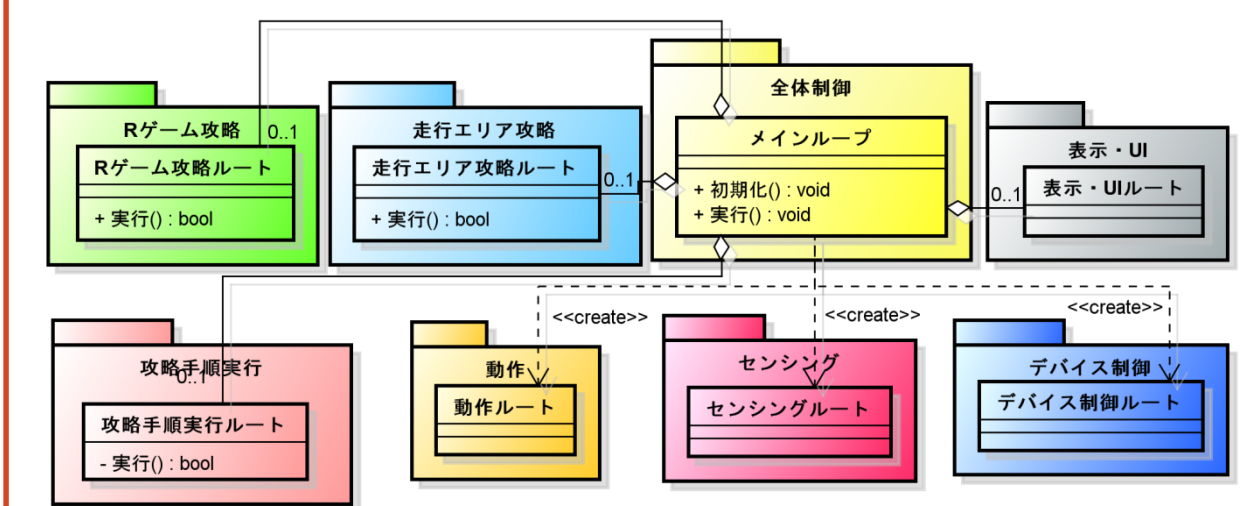 全体制御
メインループ
+ 初期化() : void
+ 実行() : void
Rゲーム攻略
0..1
Rゲーム攻略ルート
+ 実行() : bool
走行エリア攻略
走行エリア攻略ルート
0..1
+ 実行() : bool
表示・UI
表示・UIルート
0..1
<<create>>
<<create>>
<<create>>
攻略手順実行
0..1
攻略手順実行ルート
- 実行() : bool
動作
動作ルート
センシング
センシングルート
デバイス制御
デバイス制御ルート